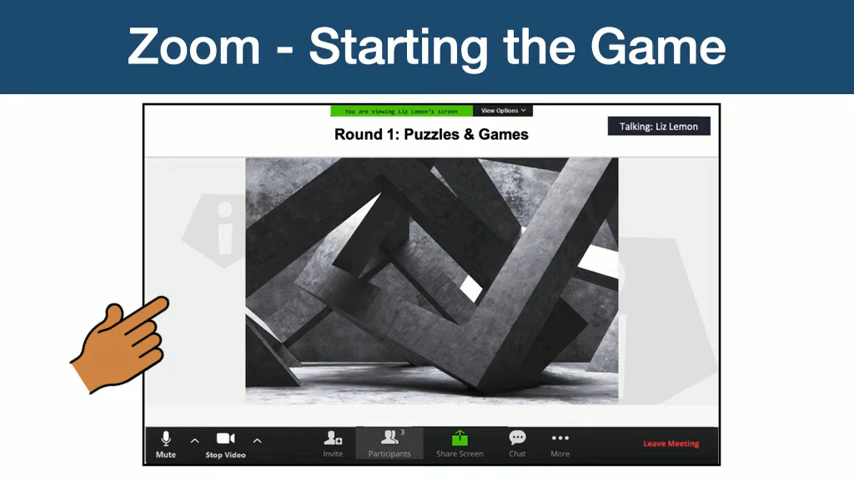 Zoom - Starting the Game
You are viewing Liz Lemon's screen
View Options
Talking: Liz Lemon
Round 1: Puzzles & Games
3
Mute
Stop Video
Invite
Participants
Share Screen
Chat
More
Leave Meeting